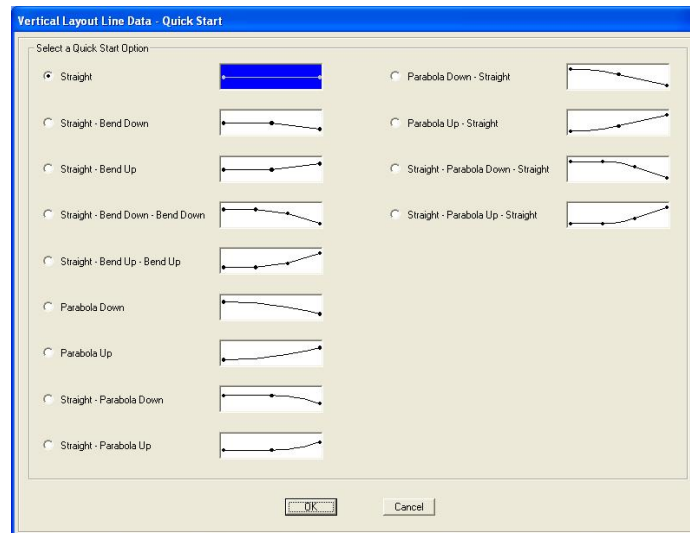 Vertical Layout Line Data - Quick Start
Select a Quick Start Option
Straight
Straight - Bend Down
Straight - Bend Up
Straight - Bend Down - Bend Down
Straight - Bend Up - Bend Up
Parabola Down
Parabola Up
Straight - Parabola Down
Straight - Parabola Up
Parabola Down - Straight
Parabola Up - Straight
Straight - Parabola Down - Straight
Straight - Parabola Up - Straight
OK
Cancel